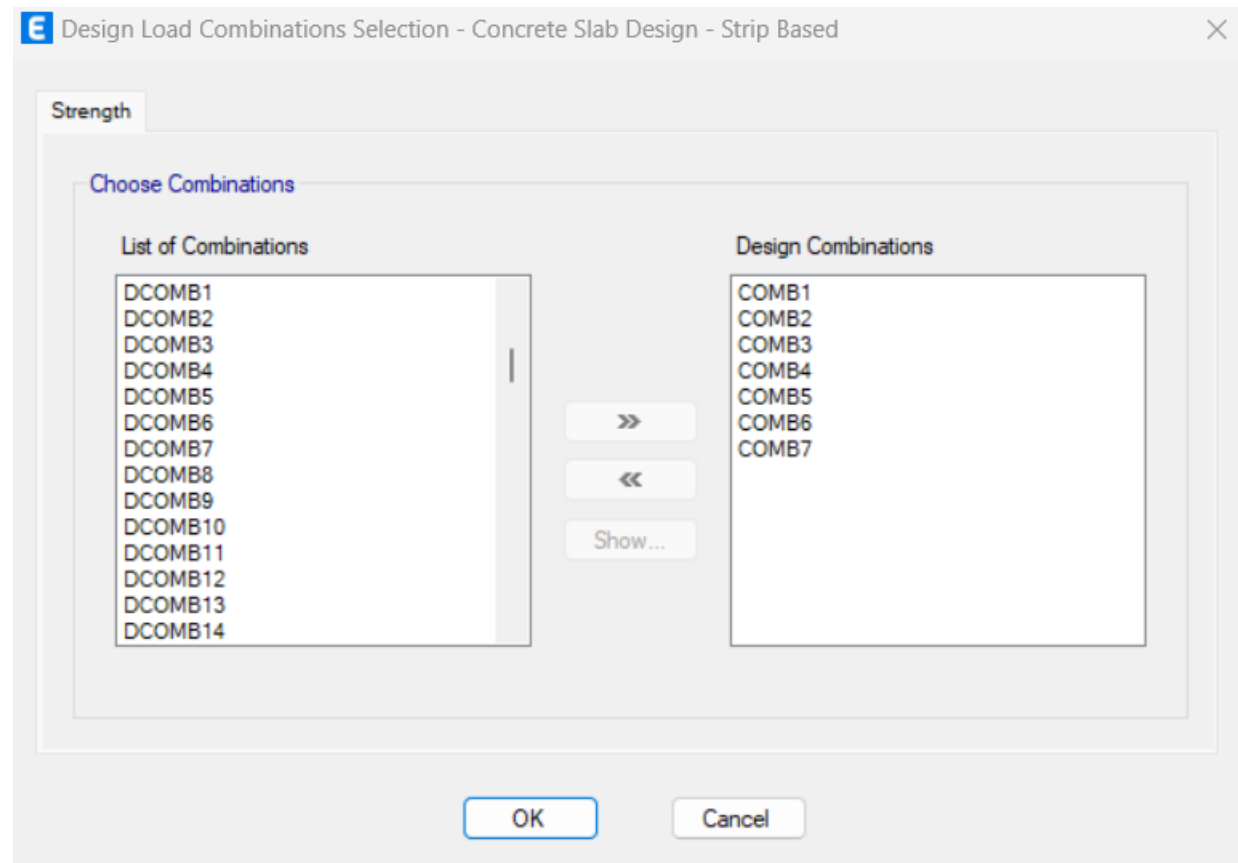 E Design Load Combinations Selection - Concrete Slab Design - Strip Based
Strength
Choose Combinations
List of Combinations
DCOMB1
DCOMB2
DCOMB3
DCOMB4
DCOMB5
DCOMB6
DCOMB7
DCOMB8
DCOMB9
DCOMB10
DCOMB11
DCOMB12
DCOMB13
DCOMB14
>>
<<
Show...
Design Combinations
COMB1
COMB2
COMB3
COMB4
COMB5
COMB6
COMB7
OK
Cancel